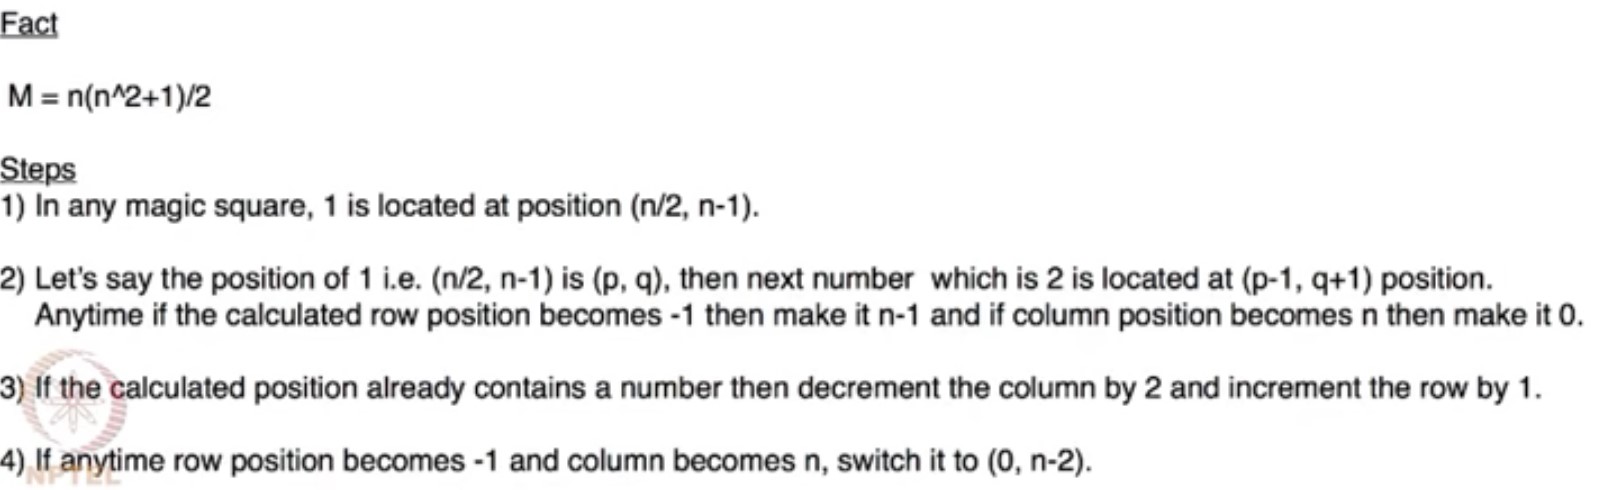 Fact
M = n(n^2+1)/2
Steps
1) In any magic square, 1 is located at position (n/2, n-1).
2) Let's say the position of 1 i.e. (n/2, n-1) is (p, q), then next number which is 2 is located at (p-1, q+1) position.
Anytime if the calculated row position becomes -1 then make it n-1 and if column position becomes n then make it 0.
3) If the calculated position already contains a number then decrement the column by 2 and increment the row by 1.
4) If anytime row position becomes -1 and column becomes n, switch it to (0, n-2).
NPTEL